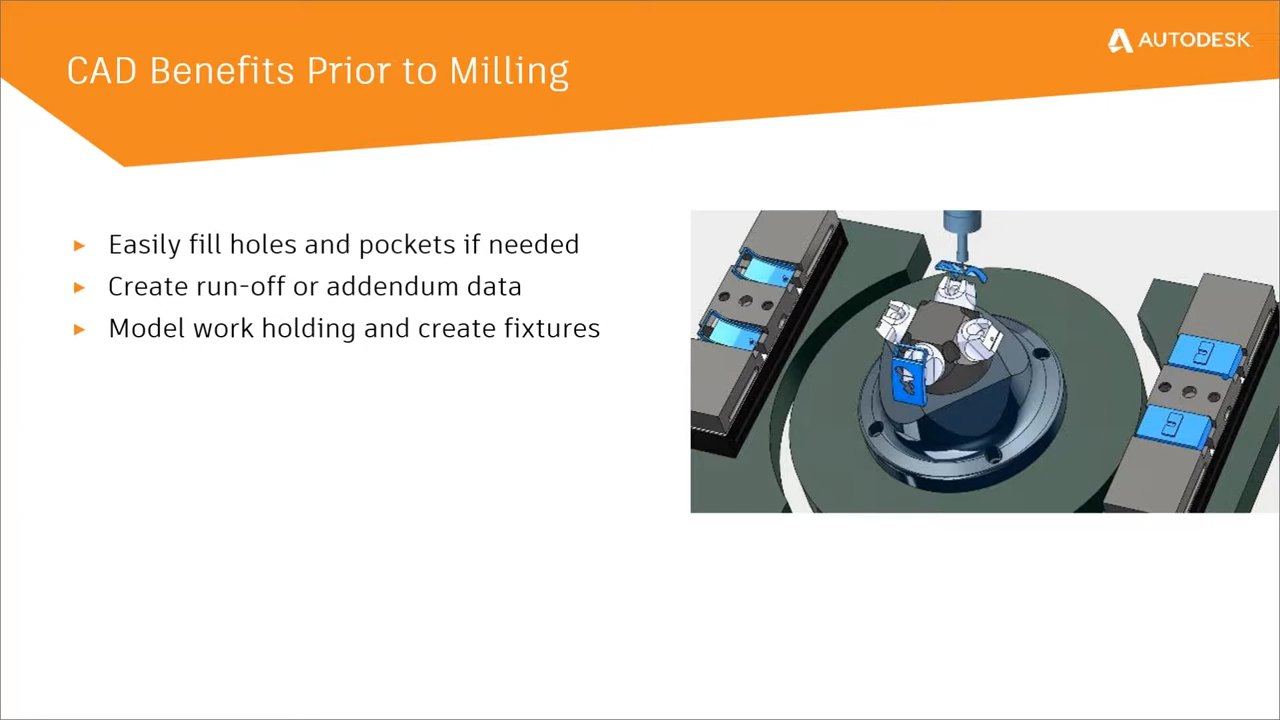 CAD Benefits Prior to Milling
AUTODESK
Easily fill holes and pockets if needed
Create run-off or addendum data
Model work holding and create fixtures